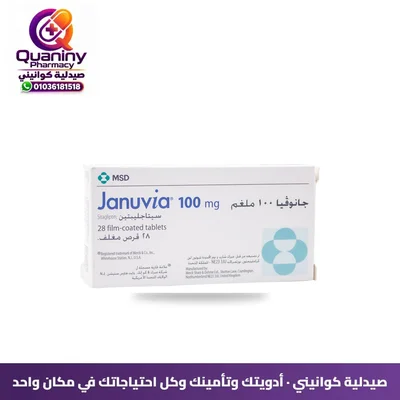 Quaniny
Pharmacy
صيدلية كوانيني
01036181518
MSD
Januvia® 100 mg
جانوڤيا ١٠٠ ملغم
Sitagliptin سيتاجليبتين
28 film-coated tablets
٢٨ قرص مغلف
صيدلية كوانيني - أدويتك وتأمينك وكل احتياجاتك في مكان واحد